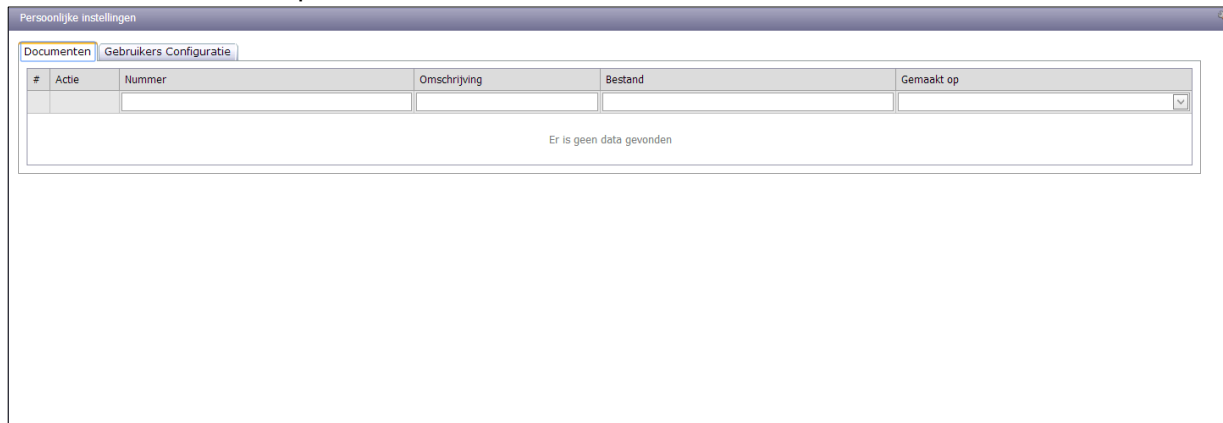 Persoonlijke instellingen
Documenten Gebruikers Configuratie
# Actie Nummer Omschrijving Bestand Gemaakt op
Er is geen data gevonden